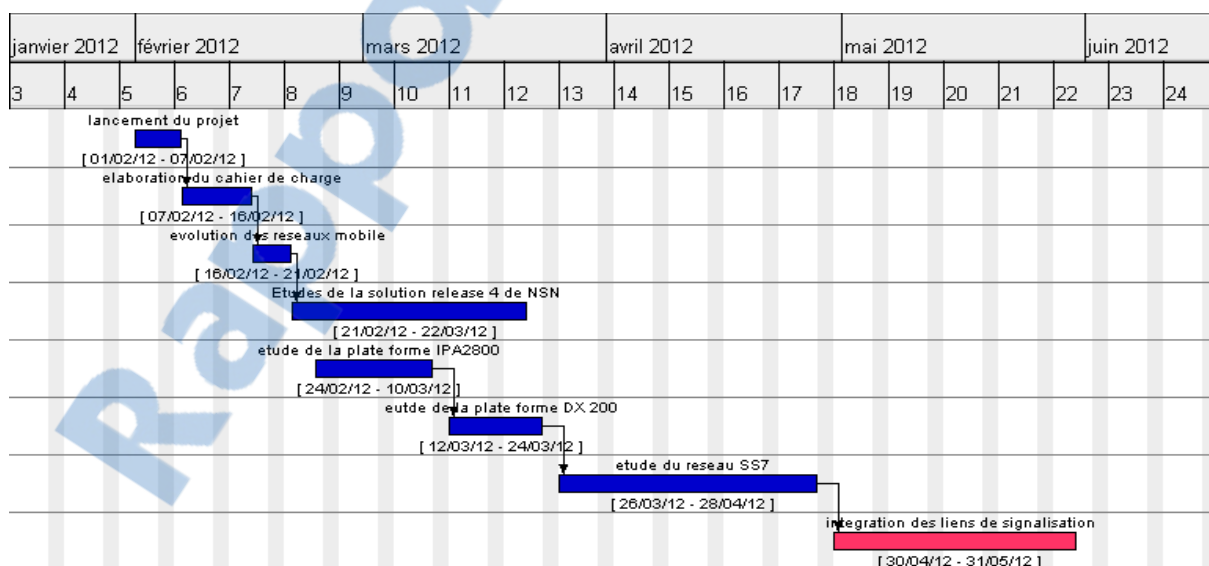 janvier 2012 février 2012 mars 2012 avril 2012 mai 2012 juin 2012
3 4 5 6 7 8 9 10 11 12 13 14 15 16 17 18 19 20 21 22 23 24
lancement du projet
[ 01/02/12 - 07/02/12 ]
elaboration du cahier de charge
[ 07/02/12 - 16/02/12 ]
evolution des reseaux mobile
[ 16/02/12 - 21/02/12 ]
Etudes de la solution release 4 de NSN
[ 21/02/12 - 22/03/12 ]
etude de la plate forme IPA2800
[ 24/02/12 - 10/03/12 ]
eutde de la plate forme DX 200
[ 12/03/12 - 24/03/12 ]
etude du reseau SS7
[ 26/03/12 - 28/04/12 ]
integration des liens de signalisation
[ 30/04/12 - 31/05/12 ]
Rappo